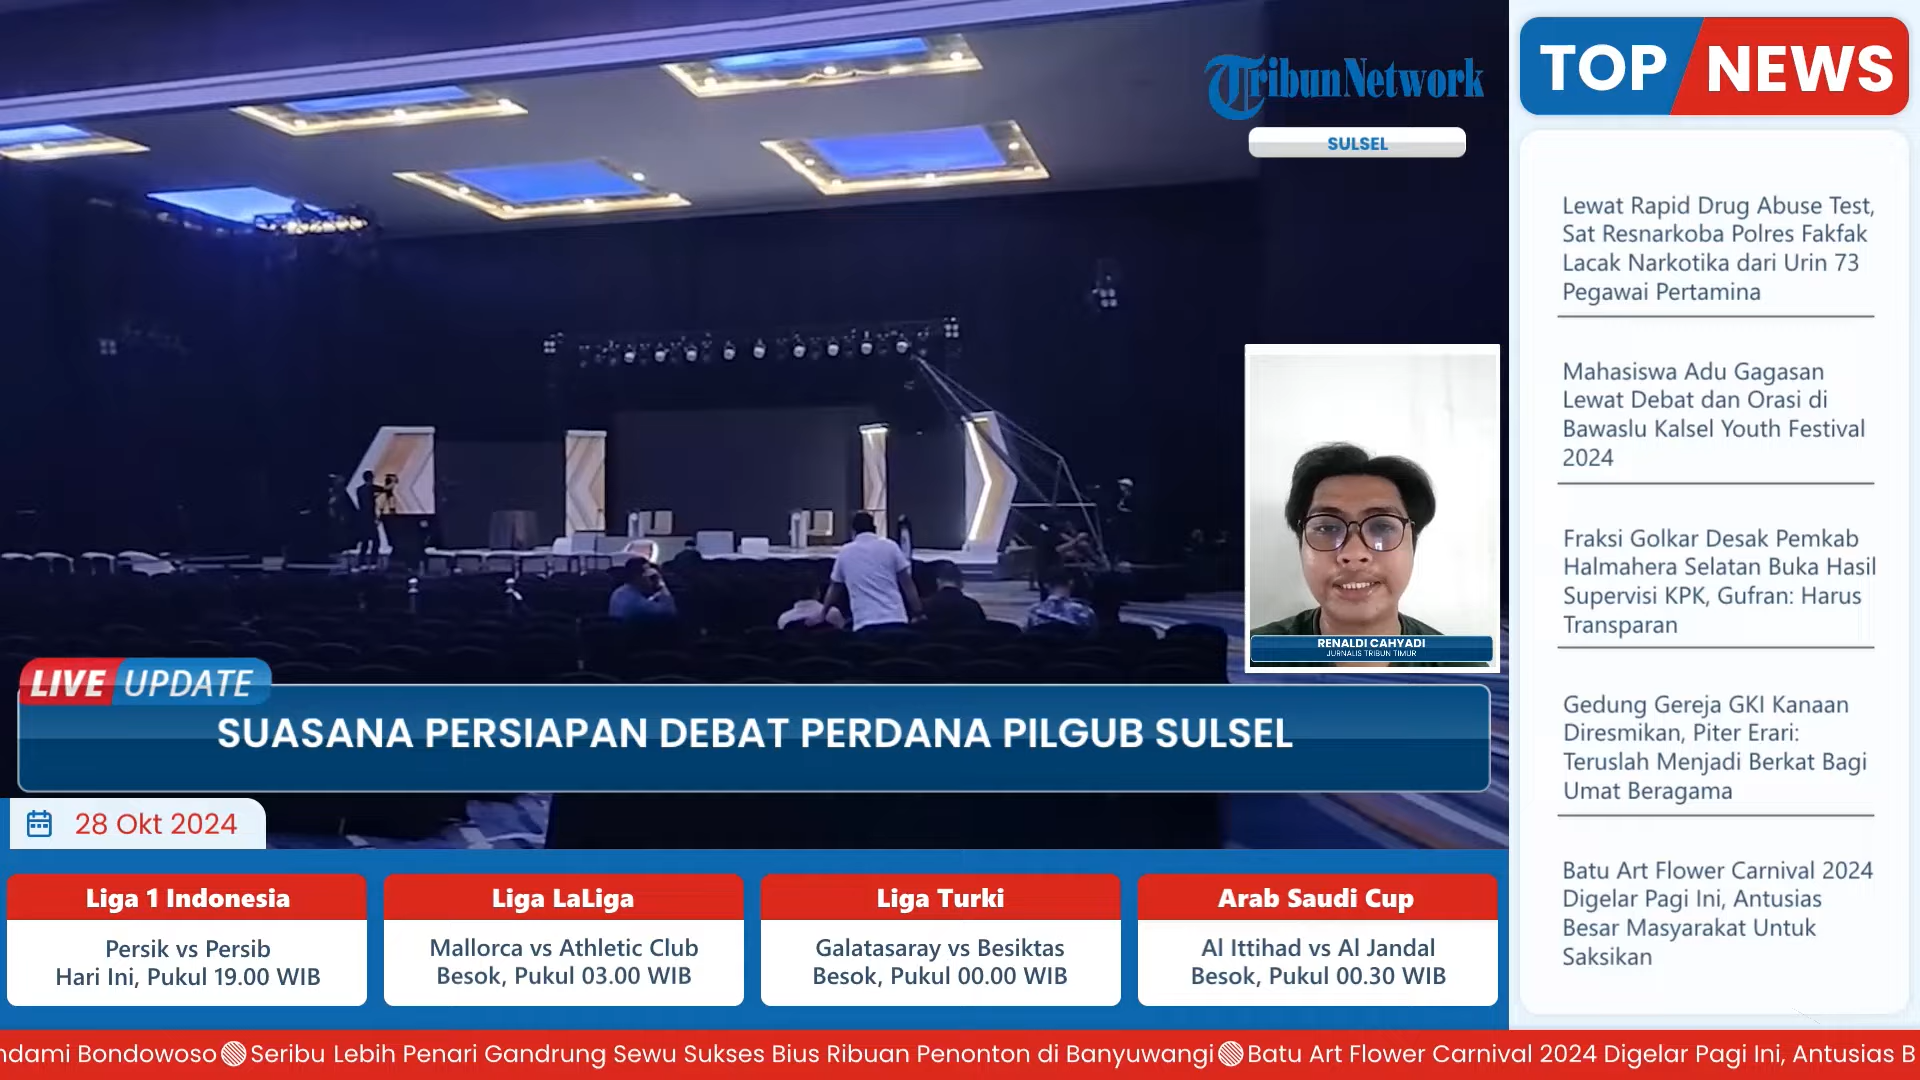 TribunNetwork
SULSEL
TOP NEWS
Lewat Rapid Drug Abuse Test,
Sat Resnarkoba Polres Fakfak
Lacak Narkotika dari Urin 73
Pegawai Pertamina
Mahasiswa Adu Gagasan
Lewat Debat dan Orasi di
Bawaslu Kalsel Youth Festival
2024
Fraksi Golkar Desak Pemkab
Halmahera Selatan Buka Hasil
Supervisi KPK, Gufran: Harus
Transparan
Gedung Gereja GKI Kanaan
Diresmikan, Piter Erari:
Teruslah Menjadi Berkat Bagi
Umat Beragama
Batu Art Flower Carnival 2024
Digelar Pagi Ini, Antusias
Besar Masyarakat Untuk
Saksikan
RENALDI CAHYADI
JURNALIS TRIBUN TIMUR
LIVE UPDATE
SUASANA PERSIAPAN DEBAT PERDANA PILGUB SULSEL
28 Okt 2024
Liga 1 Indonesia
Persik vs Persib
Hari Ini, Pukul 19.00 WIB
Liga LaLiga
Mallorca vs Athletic Club
Besok, Pukul 03.00 WIB
Liga Turki
Galatasaray vs Besiktas
Besok, Pukul 00.00 WIB
Arab Saudi Cup
Al Ittihad vs Al Jandal
Besok, Pukul 00.30 WIB
ndami Bondowoso Seribu Lebih Penari Gandrung Sewu Sukses Bius Ribuan Penonton di Banyuwangi Batu Art Flower Carnival 2024 Digelar Pagi Ini, Antusias B